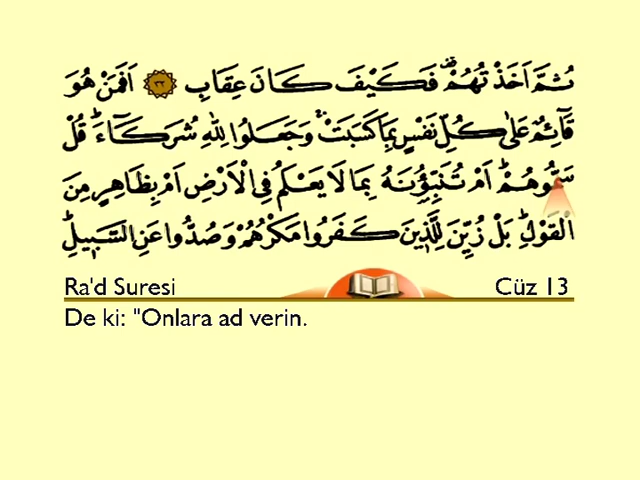 ثُمَّ اَخَذْتُهُمْ۠ فَكَيْفَ كَانَ عِقَابِ ﴿٣٢﴾ اَفَمَنْ هُوَ
قَٓائِمٌ عَلٰى كُلِّ نَفْسٍ بِمَا كَسَبَتْۚ وَجَعَلُوا لِلّٰهِ شُرَكَٓاءَۜ قُلْ
سَمُّوهُمْۜ اَمْ تُنَبِّؤُ۫نَهُ بِمَا لَا يَعْلَمُ فِي الْاَرْضِ اَمْ بِظَاهِرٍ مِنَ
الْقَوْلِۜ بَلْ زُيِّنَ لِلَّذ۪ينَ كَفَرُوا مَكْرُهُمْ وَصُدُّوا عَنِ السَّب۪يلِۜ
Ra'd Suresi Cüz 13
De ki: "Onlara ad verin.